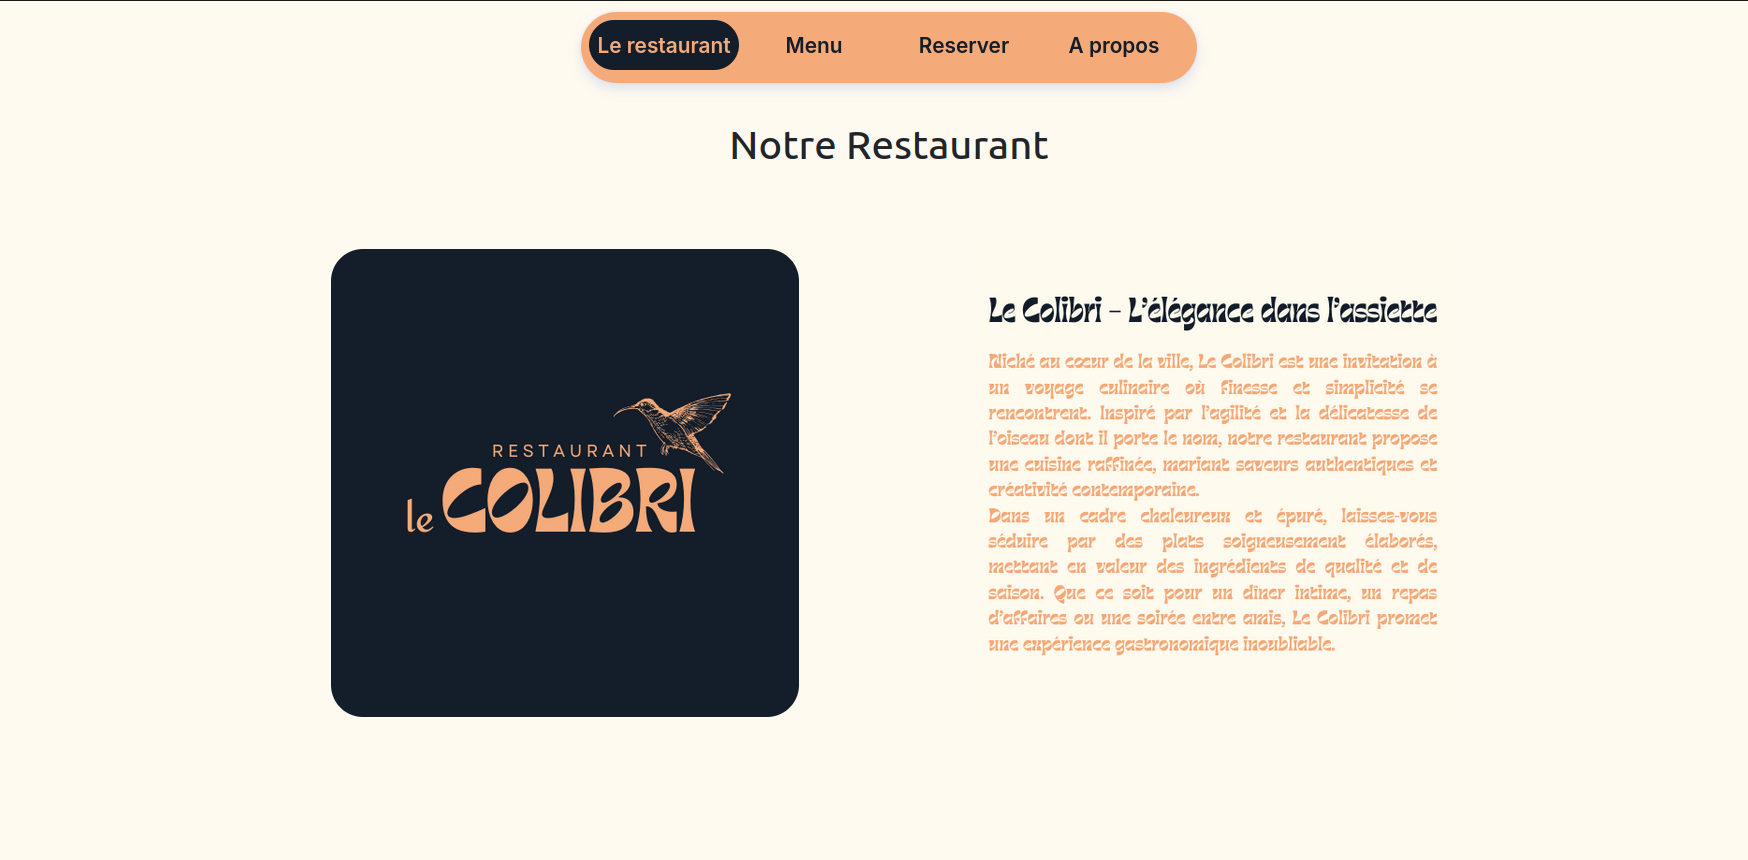 Le restaurant Menu Reserver A propos
Notre Restaurant
RESTAURANT
le COLIBRI
Le Colibri – L'élégance dans l'assiette
Niché au cœur de la ville, Le Colibri est une invitation à
un voyage culinaire où finesse et simplicité se
rencontrent. Inspiré par l'agilité et la délicatesse de
l'oiseau dont il porte le nom, notre restaurant propose
une cuisine raffinée, mariant saveurs authentiques et
créativité contemporaine.
Dans un cadre chaleureux et épuré, laissez-vous
séduire par des plats soigneusement élaborés,
mettant en valeur des ingrédients de qualité et de
saison. Que ce soit pour un dîner intime, un repas
d'affaires ou une soirée entre amis, Le Colibri promet
une expérience gastronomique inoubliable.